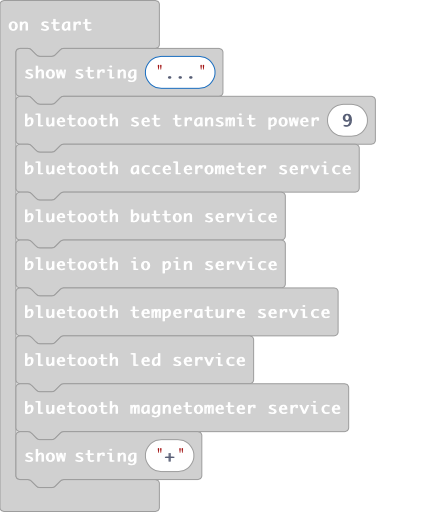 on start
show string "..."
bluetooth set transmit power 9
bluetooth accelerometer service
bluetooth button service
bluetooth io pin service
bluetooth temperature service
bluetooth led service
bluetooth magnetometer service
show string "+"